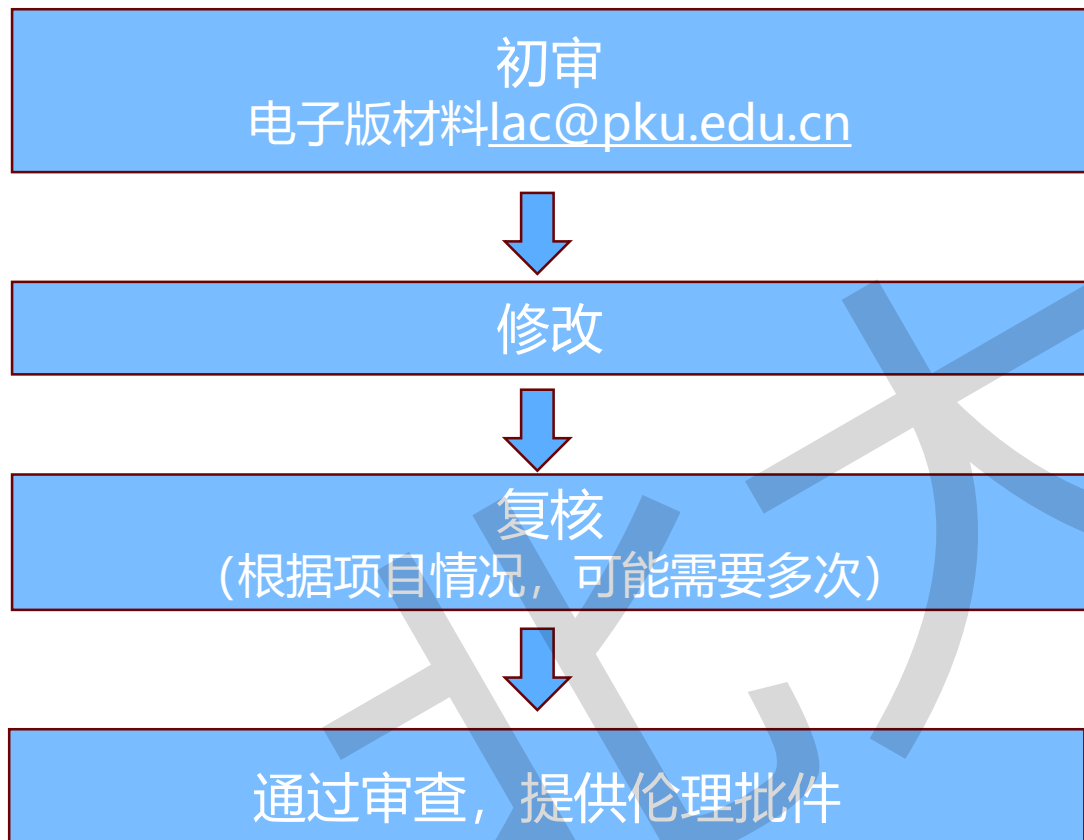 初审
电子版材料lac@pku.edu.cn
修改
复核
（根据项目情况，可能需要多次）
通过审查，提供伦理批件
北大